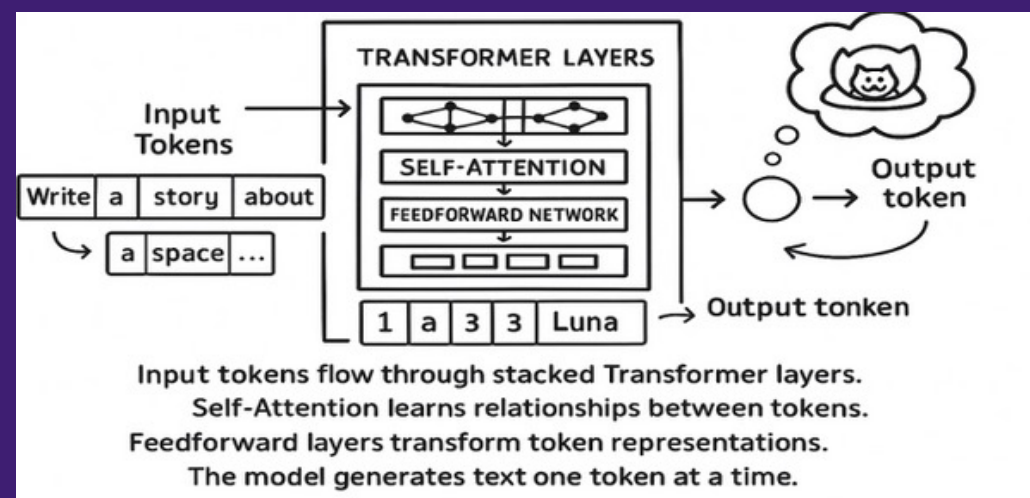 TRANSFORMER LAYERS
Input
Tokens
Write a story about
a space ...
SELF-ATTENTION
FEEDFORWARD NETWORK
1 a 3 3 Luna
Output
token
Output tonken
Input tokens flow through stacked Transformer layers.
Self-Attention learns relationships between tokens.
Feedforward layers transform token representations.
The model generates text one token at a time.